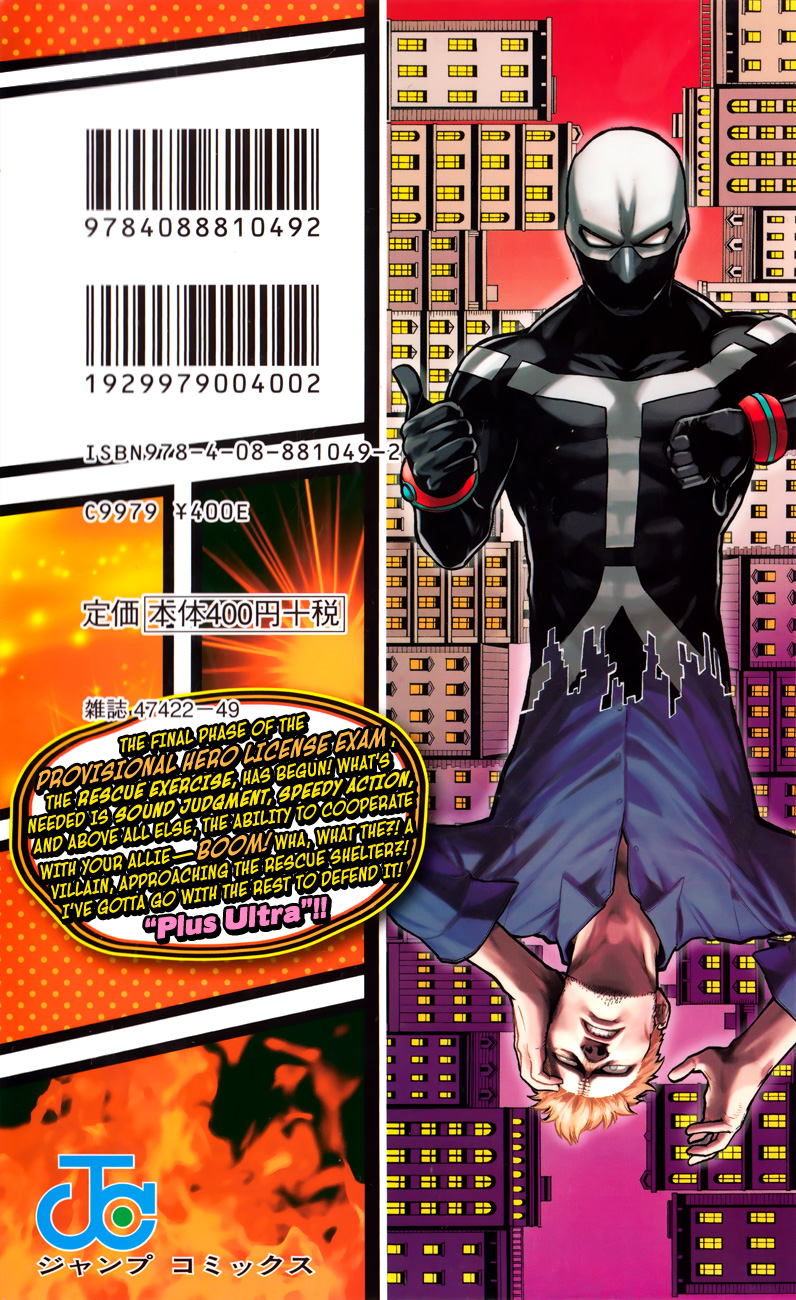 9784088810492
1929979004002
ISBN978-4-08-881049-2
C9979 ¥400E
定価 本体400円+税
雑誌 47422-49
THE FINAL PHASE OF THE
PROVISIONAL HERO LICENSE EXAM,
THE RESCUE EXERCISE, HAS BEGUN! WHAT'S
NEEDED IS SOUND JUDGMENT, SPEEDY ACTION,
AND ABOVE ALL ELSE, THE ABILITY TO COOPERATE
WITH YOUR ALLIE— BOOM! WHA, WHAT THE?! A
VILLAIN, APPROACHING THE RESCUE SHELTER?!
I'VE GOTTA GO WITH THE REST TO DEFEND IT!
"Plus Ultra"!!
JC
ジャンプ コミックス